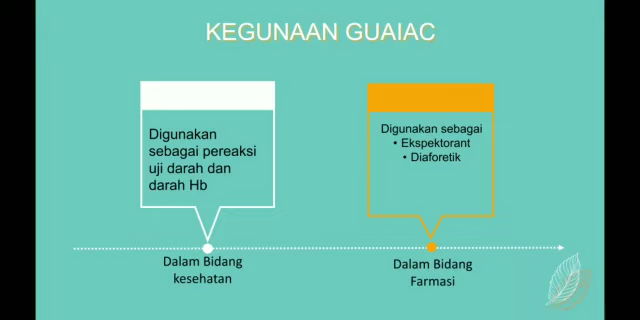 KEGUNAAN GUAIAC
Digunakan
sebagai pereaksi
uji darah dan
darah Hb
Digunakan sebagai
• Ekspektorant
• Diaforetik
Dalam Bidang
kesehatan
Dalam Bidang
Farmasi